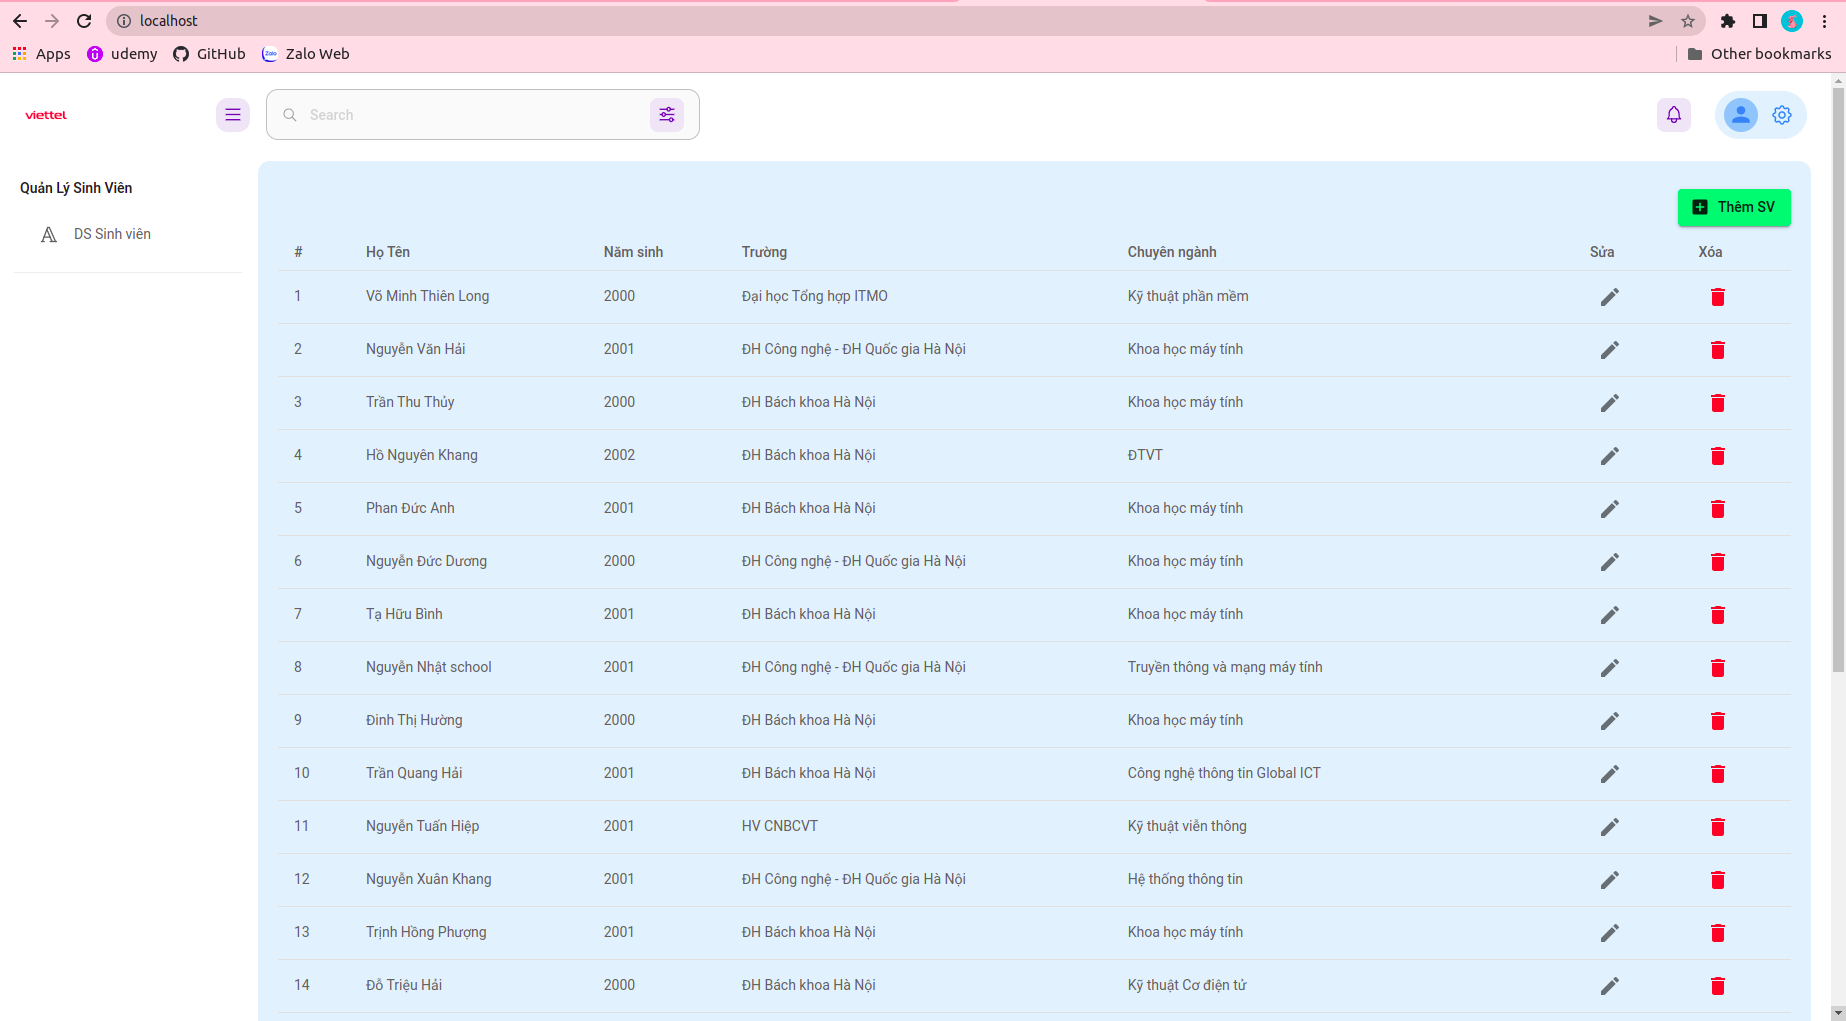 localhost
Apps udemy GitHub Zalo Web Other bookmarks
viettel Search
Quản Lý Sinh Viên
DS Sinh viên
Thêm SV
# Họ Tên Năm sinh Trường Chuyên ngành Sửa Xóa
1 Võ Minh Thiên Long 2000 Đại học Tổng hợp ITMO Kỹ thuật phần mềm
2 Nguyễn Văn Hải 2001 ĐH Công nghệ - ĐH Quốc gia Hà Nội Khoa học máy tính
3 Trần Thu Thủy 2000 ĐH Bách khoa Hà Nội Khoa học máy tính
4 Hồ Nguyên Khang 2002 ĐH Bách khoa Hà Nội ĐTVT
5 Phan Đức Anh 2001 ĐH Bách khoa Hà Nội Khoa học máy tính
6 Nguyễn Đức Dương 2000 ĐH Công nghệ - ĐH Quốc gia Hà Nội Khoa học máy tính
7 Tạ Hữu Bình 2001 ĐH Bách khoa Hà Nội Khoa học máy tính
8 Nguyễn Nhật school 2001 ĐH Công nghệ - ĐH Quốc gia Hà Nội Truyền thông và mạng máy tính
9 Đinh Thị Hường 2000 ĐH Bách khoa Hà Nội Khoa học máy tính
10 Trần Quang Hải 2001 ĐH Bách khoa Hà Nội Công nghệ thông tin Global ICT
11 Nguyễn Tuấn Hiệp 2001 HV CNBCVT Kỹ thuật viễn thông
12 Nguyễn Xuân Khang 2001 ĐH Công nghệ - ĐH Quốc gia Hà Nội Hệ thống thông tin
13 Trịnh Hồng Phượng 2001 ĐH Bách khoa Hà Nội Khoa học máy tính
14 Đỗ Triệu Hải 2000 ĐH Bách khoa Hà Nội Kỹ thuật Cơ điện tử